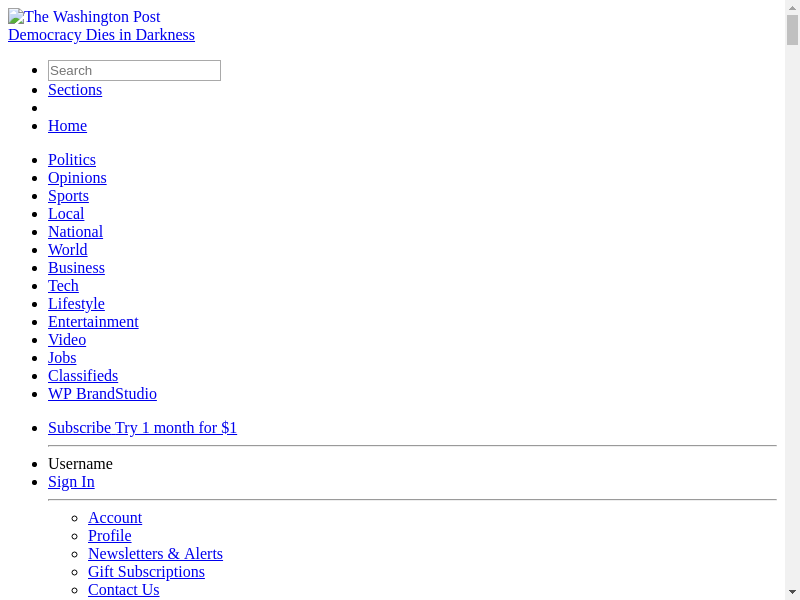 The Washington Post
Democracy Dies in Darkness
Search
Sections
Home
Politics
Opinions
Sports
Local
National
World
Business
Tech
Lifestyle
Entertainment
Video
Jobs
Classifieds
WP BrandStudio
Subscribe Try 1 month for $1
Username
Sign In
Account
Profile
Newsletters & Alerts
Gift Subscriptions
Contact Us